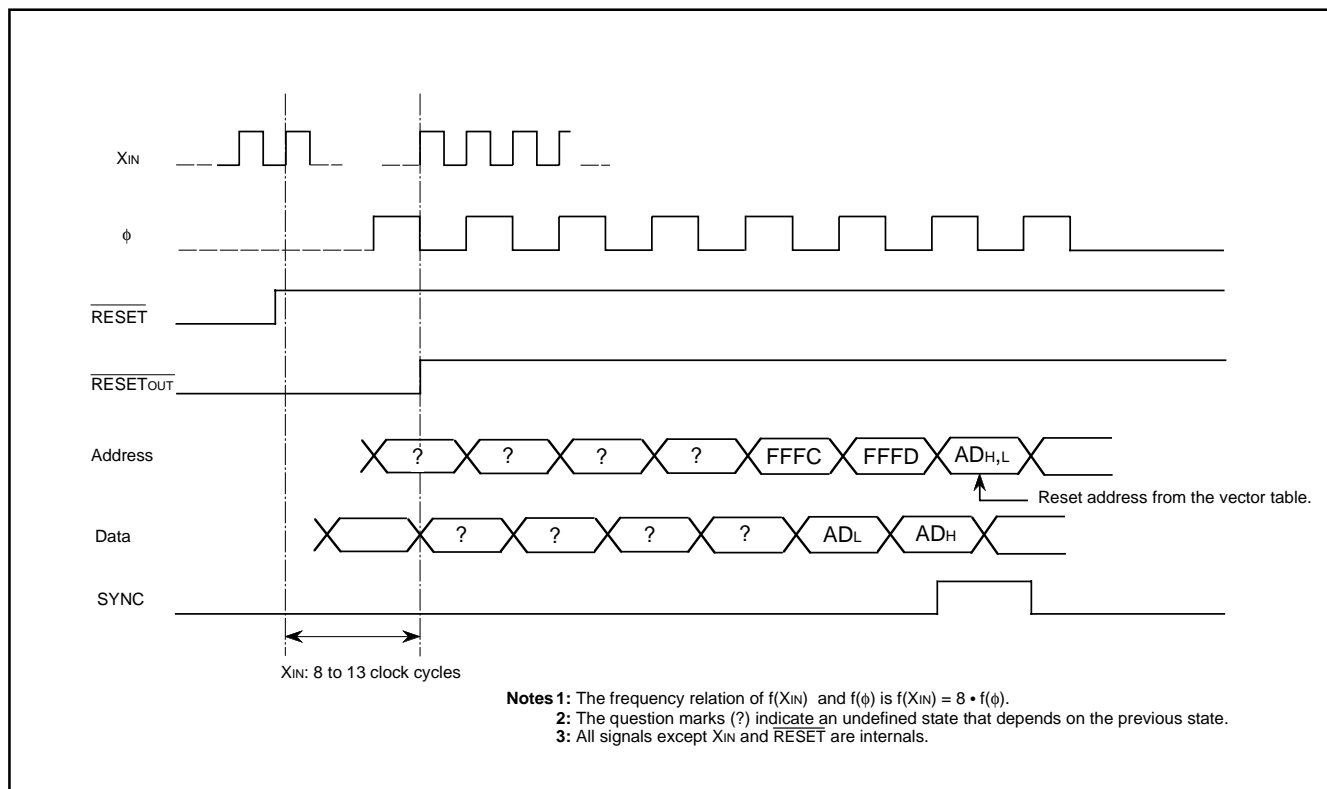 XIN
φ
RESET
RESETOUT
Address
? ? ? ? FFFC FFFD ADH,L
Reset address from the vector table.
Data
? ? ? ? ADL ADH
SYNC
XIN: 8 to 13 clock cycles
Notes 1: The frequency relation of f(XIN) and f(φ) is f(XIN) = 8 • f(φ).
2: The question marks (?) indicate an undefined state that depends on the previous state.
3: All signals except XIN and RESET are internals.